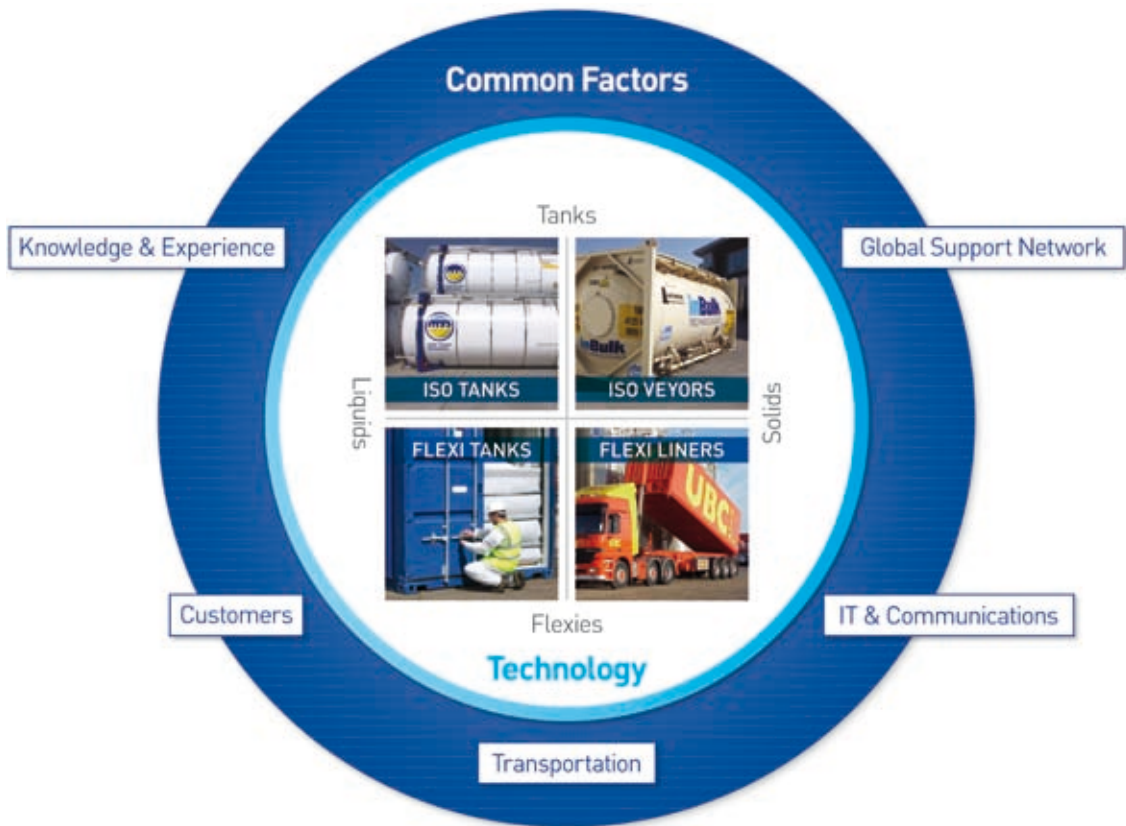 Common Factors
Tanks
Knowledge & Experience
Global Support Network
Bulk
ISO TANKS
ISO VEYORS
Liquids
Solids
FLEXI TANKS
FLEXI LINERS
UBC
Customers
IT & Communications
Flexies
Technology
Transportation